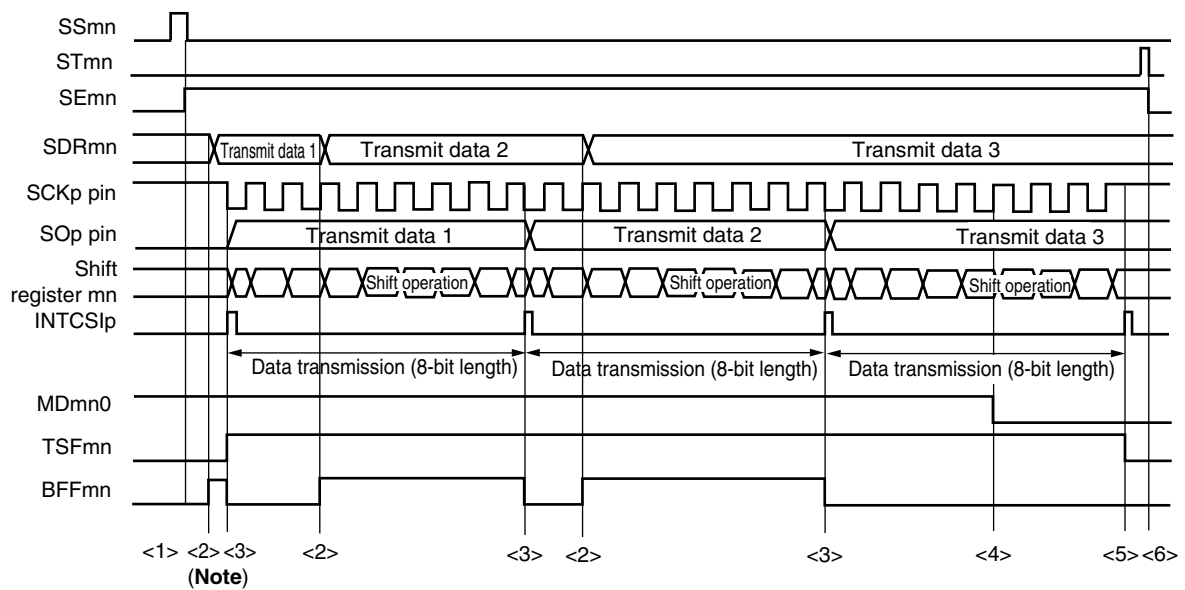 SSmn
STmn
SEmn
SDRmn
Transmit data 1
Transmit data 2
Transmit data 3
SCKp pin
SOp pin
Transmit data 1
Transmit data 2
Transmit data 3
Shift
register mn
Shift operation
Shift operation
Shift operation
INTCSIp
Data transmission (8-bit length)
Data transmission (8-bit length)
Data transmission (8-bit length)
MDmn0
TSFmn
BFFmn
<1> <2> <3> <2> <3> <2> <3> <4> <5> <6>
(Note)